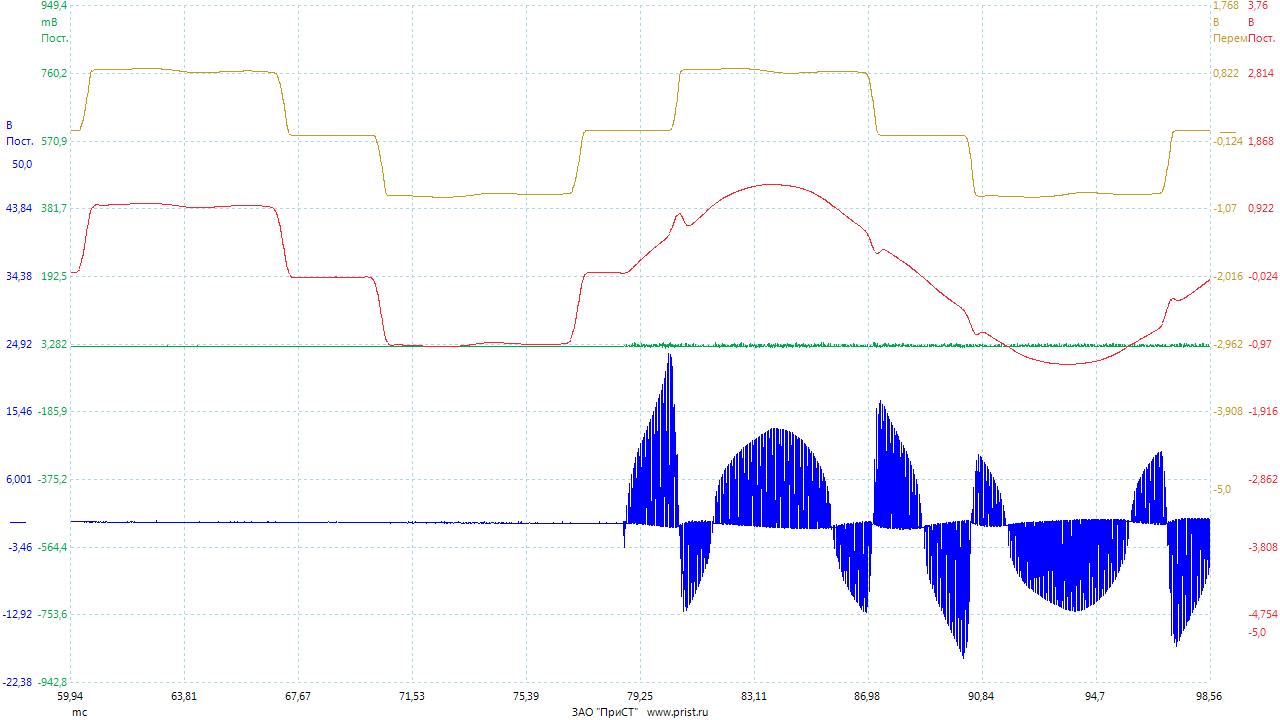 949,4 1,768 3,76
mB В В
Пост. Перем Пост.
760,2 0,822 2,814
В
Пост. 570,9 -0,124 1,868
50,0
43,84 381,7 -1,07 0,922
34,38 192,5 -2,016 -0,024
24,92 3,282 -2,962 -0,97
15,46 -185,9 -3,908 -1,916
6,001 -375,2 -2,862
-5,0
-3,46 -564,4 -3,808
-12,92 -753,6 -4,754
-5,0
-22,38 -942,8
59,94 63,81 67,67 71,53 75,39 79,25 83,11 86,98 90,84 94,7 98,56
mc ЗАО "ПриСТ" www.prist.ru